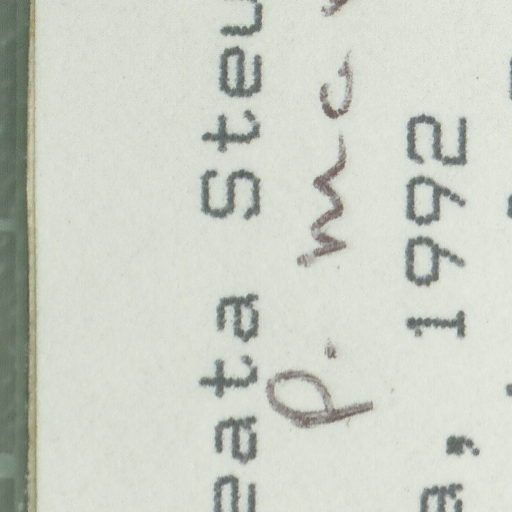 eata Steu
P. mc
a, 1992